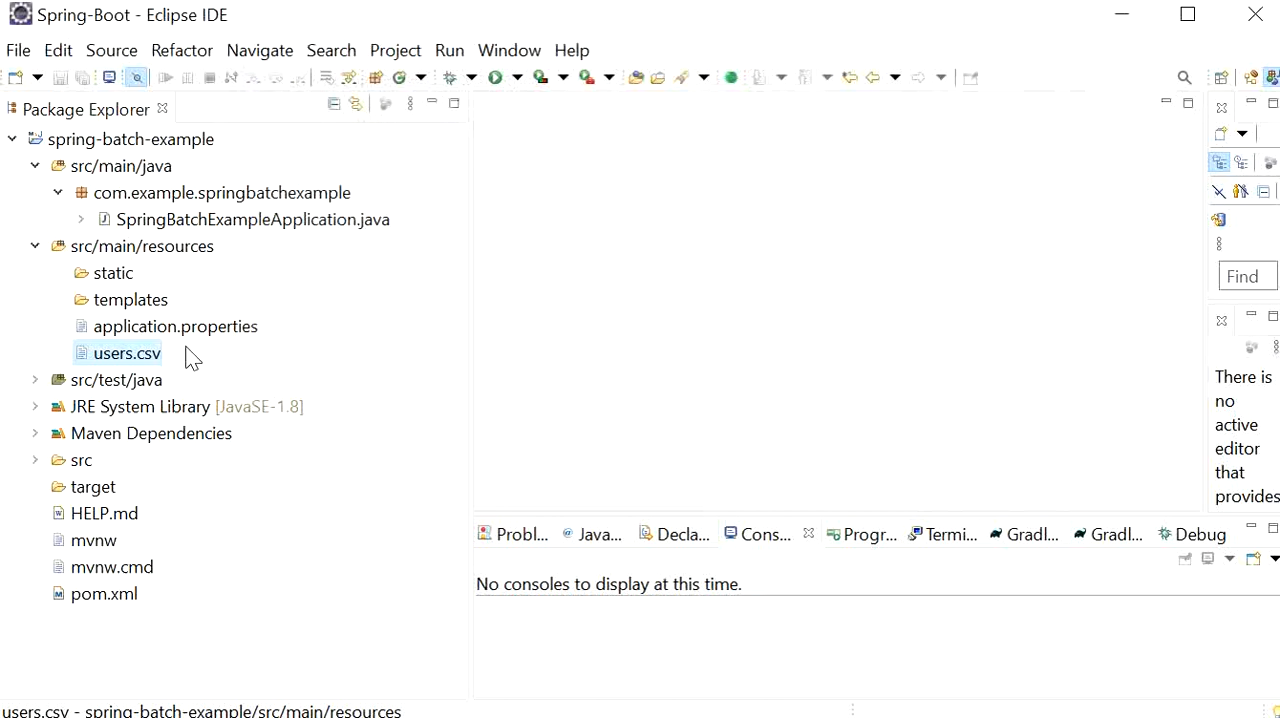 Spring-Boot - Eclipse IDE
File Edit Source Refactor Navigate Search Project Run Window Help
Package Explorer
spring-batch-example
src/main/java
com.example.springbatchexample
SpringBatchExampleApplication.java
src/main/resources
static
templates
application.properties
users.csv
src/test/java
JRE System Library [JavaSE-1.8]
Maven Dependencies
src
target
HELP.md
mvnw
mvnw.cmd
pom.xml
Find
There is
no
active
editor
that
provides
Probl... Java... Decla... Cons... Progr... Termi... Gradl... Gradl... Debug
No consoles to display at this time.
users.csv - spring-batch-example/src/main/resources